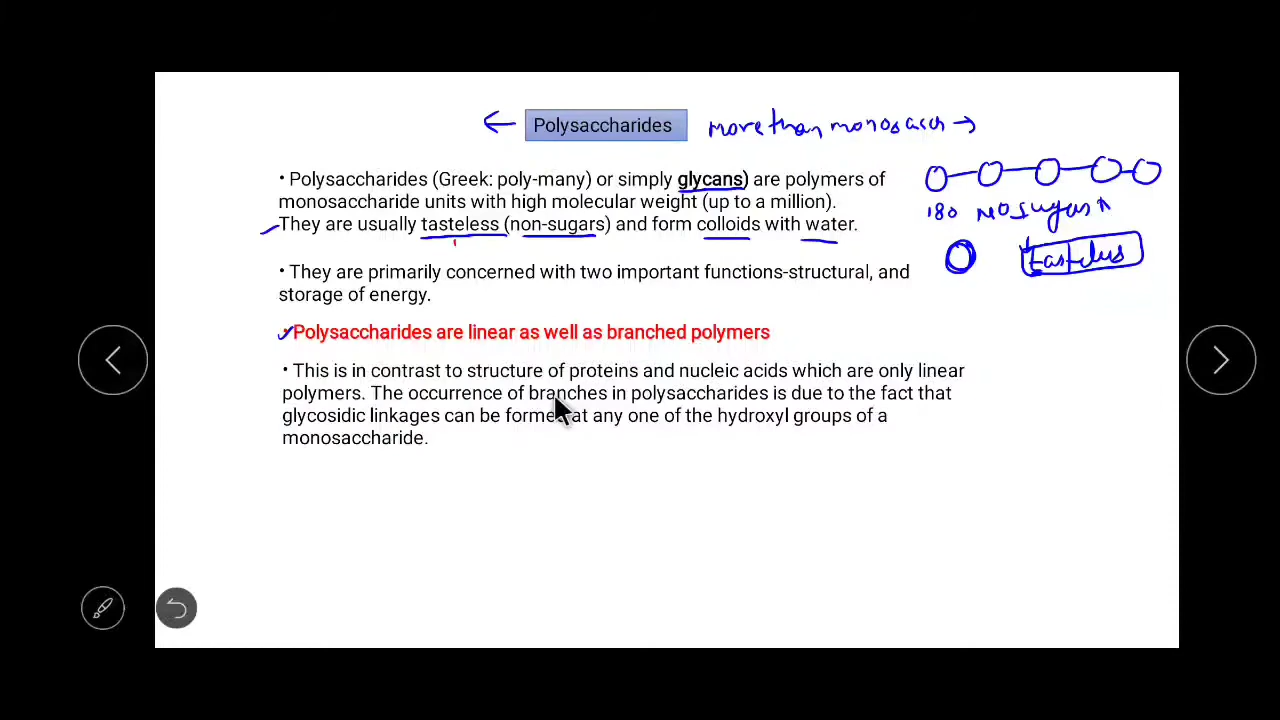 ← Polysaccharides more than monosacch →
• Polysaccharides (Greek: poly-many) or simply glycans) are polymers of
monosaccharide units with high molecular weight (up to a million).
They are usually tasteless (non-sugars) and form colloids with water.
180 no sugar
tasteless
• They are primarily concerned with two important functions-structural, and
storage of energy.
• Polysaccharides are linear as well as branched polymers
• This is in contrast to structure of proteins and nucleic acids which are only linear
polymers. The occurrence of branches in polysaccharides is due to the fact that
glycosidic linkages can be formed at any one of the hydroxyl groups of a
monosaccharide.